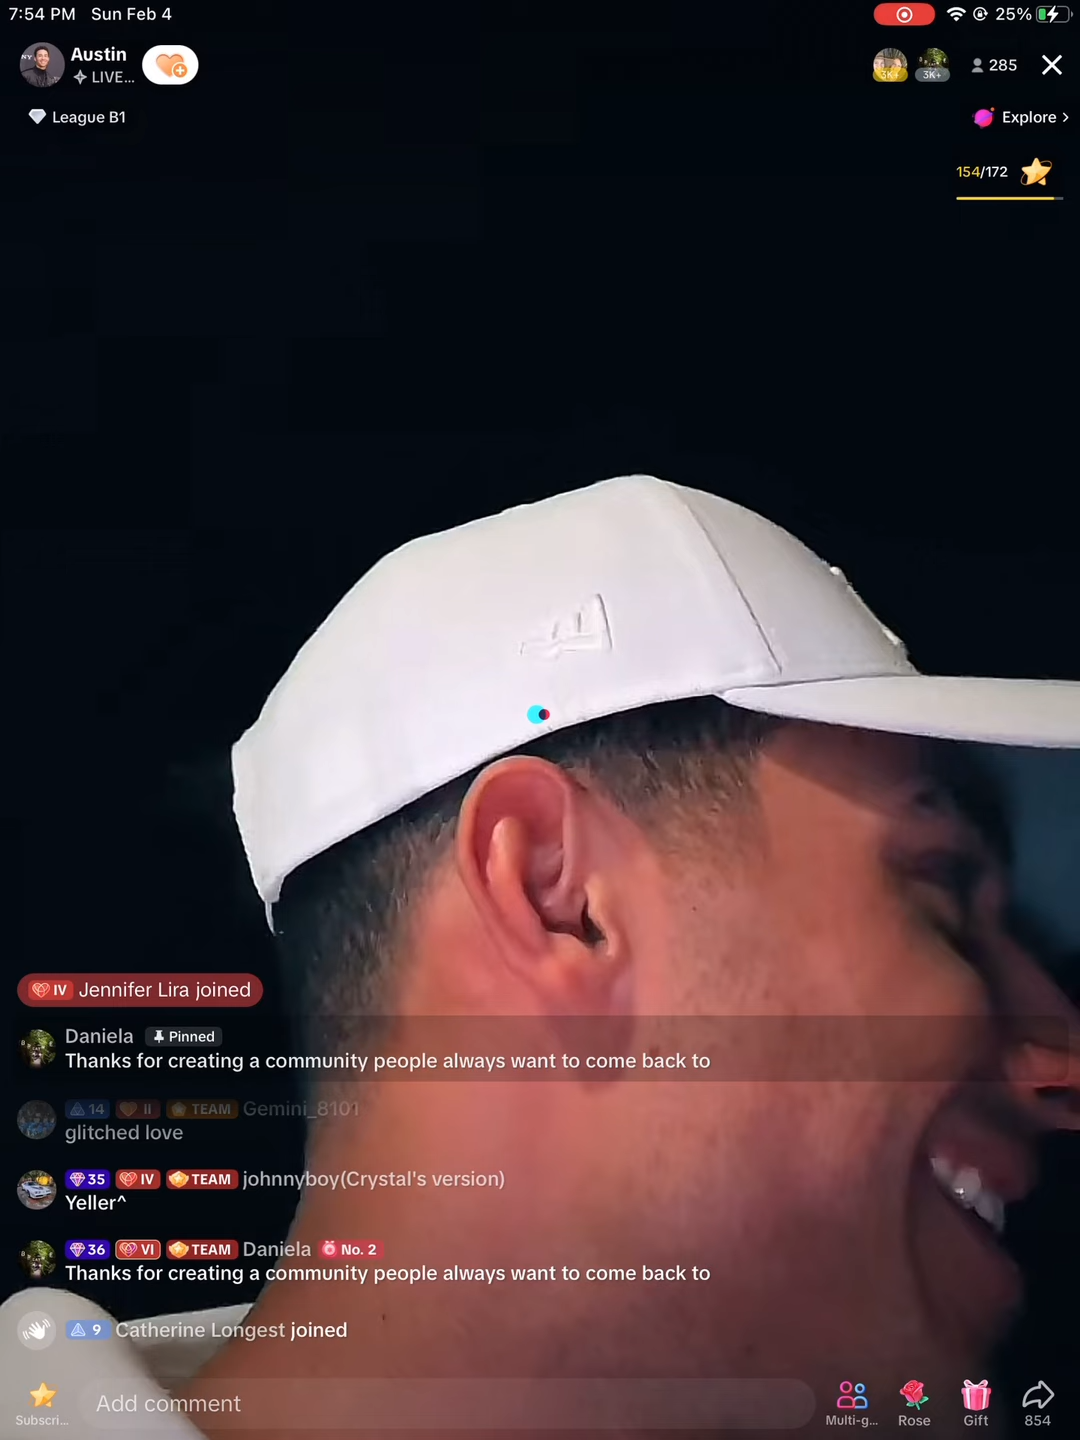 7:54 PM Sun Feb 4
25%
Austin
LIVE...
3K+
3K+
285
League B1
Explore >
154/172
IV Jennifer Lira joined
Daniela Pinned
Thanks for creating a community people always want to come back to
14 II TEAM Gemini_8101
glitched love
35 IV TEAM johnnyboy(Crystal's version)
Yeller^
36 VI TEAM Daniela No. 2
Thanks for creating a community people always want to come back to
9 Catherine Longest joined
Add comment
Subscri...
Multi-g...
Rose
Gift
854